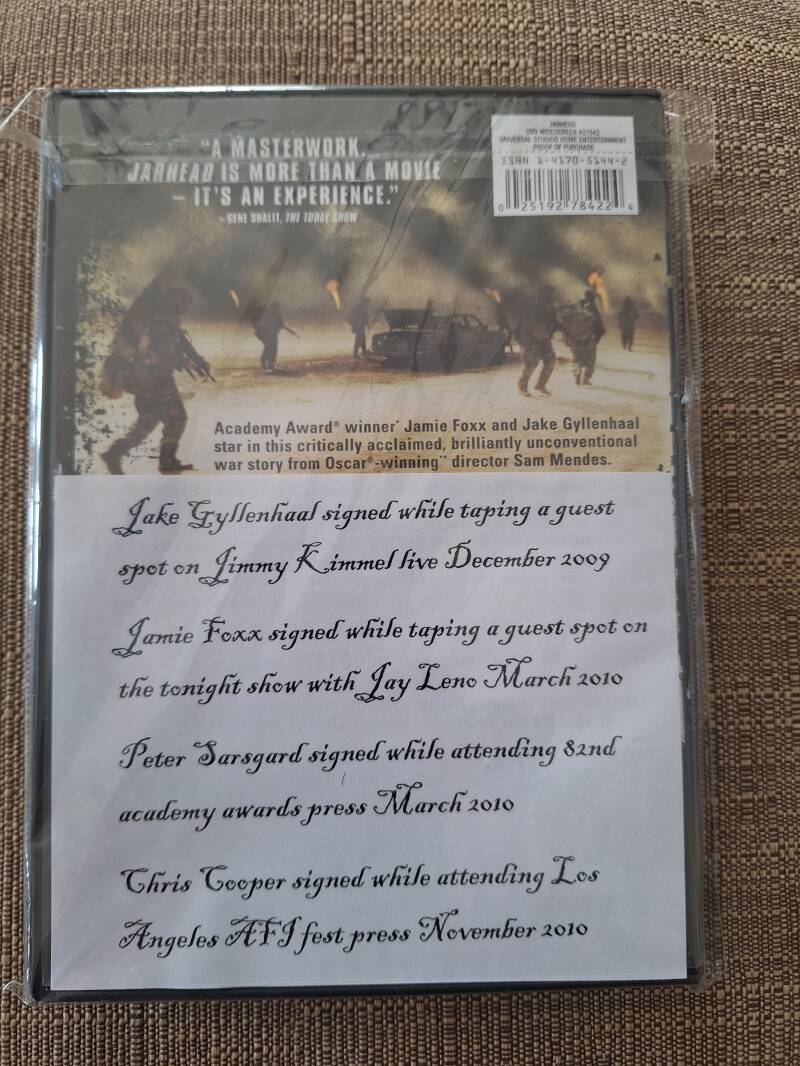 "A MASTERWORK.
JARHEAD IS MORE THAN A MOVIE
– IT'S AN EXPERIENCE."
– GENE SHALIT, THE TODAY SHOW
JARHEAD
DVD WIDESCREEN #27842
UNIVERSAL STUDIOS HOME ENTERTAINMENT
PROOF OF PURCHASE
ISBN 1-4170-5144-2
0 25192 78422 4
Academy Award® winner* Jamie Foxx and Jake Gyllenhaal
star in this critically acclaimed, brilliantly unconventional
war story from Oscar®-winning** director Sam Mendes.
Jake Gyllenhaal signed while taping a guest
spot on Jimmy Kimmel live December 2009
Jamie Foxx signed while taping a guest spot on
the tonight show with Jay Leno March 2010
Peter Sarsgard signed while attending 82nd
academy awards press March 2010
Chris Cooper signed while attending Los
Angeles AFI fest press November 2010